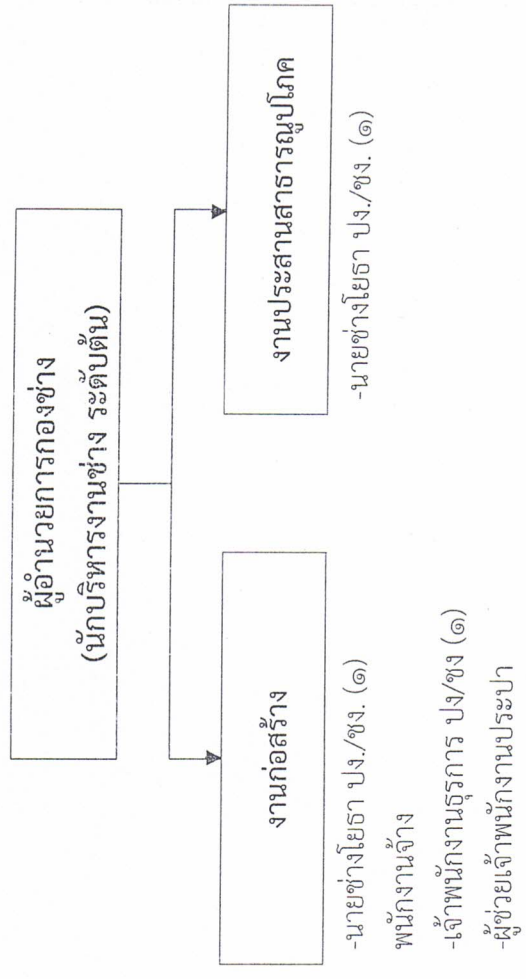 ผู้อำนวยการกองช่าง
(นักบริหารงานช่าง ระดับต้น)
งานก่อสร้าง
-นายช่างโยธา ปง./ชง. (๑)
พนักงานจ้าง
-เจ้าพนักงานธุรการ ปง/ชง (๑)
-ผู้ช่วยเจ้าพนักงานประปา
งานประสานสาธารณูปโภค
-นายช่างโยธา ปง./ชง. (๑)